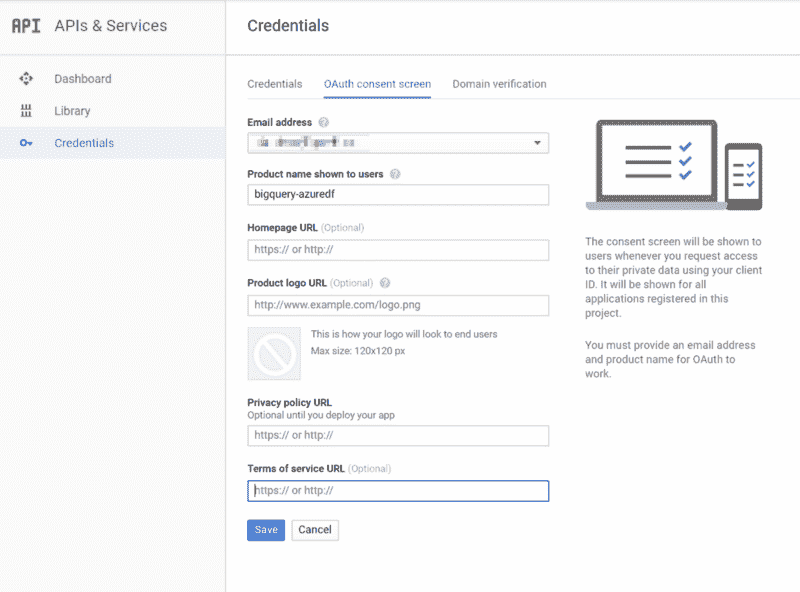 API APIs & Services
Credentials
Dashboard
Library
Credentials
Credentials OAuth consent screen Domain verification
Email address
Product name shown to users
bigquery-azuredf
Homepage URL (Optional)
https:// or http://
Product logo URL (Optional)
http://www.example.com/logo.png
This is how your logo will look to end users
Max size: 120x120 px
Privacy policy URL
Optional until you deploy your app
https:// or http://
Terms of service URL (Optional)
https:// or http://
Save Cancel
The consent screen will be shown to
users whenever you request access
to their private data using your client
ID. It will be shown for all
applications registered in this
project.
You must provide an email address
and product name for OAuth to
work.